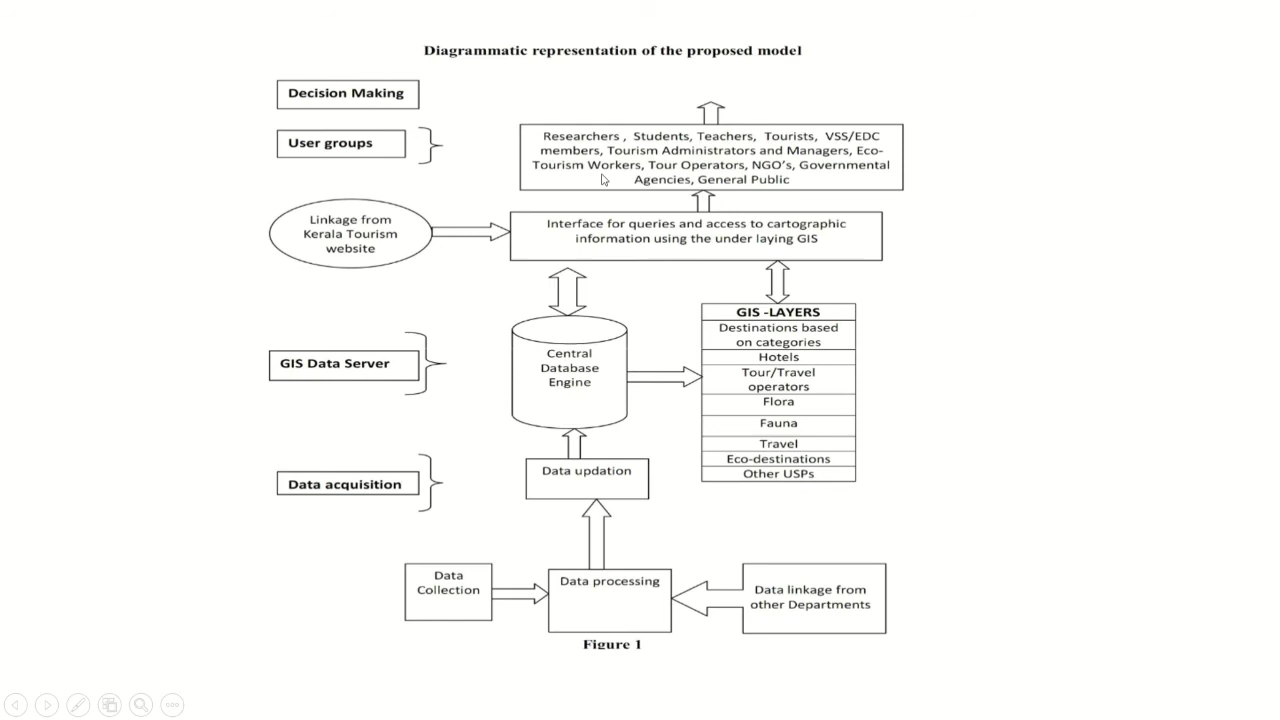 Diagrammatic representation of the proposed model
Decision Making
User groups
Researchers , Students, Teachers, Tourists, VSS/EDC
members, Tourism Administrators and Managers, Eco-
Tourism Workers, Tour Operators, NGO's, Governmental
Agencies, General Public
Linkage from
Kerala Tourism
website
Interface for queries and access to cartographic
information using the under laying GIS
GIS Data Server
Central
Database
Engine
GIS -LAYERS
Destinations based
on categories
Hotels
Tour/Travel
operators
Flora
Fauna
Travel
Eco-destinations
Other USPs
Data acquisition
Data updation
Data
Collection
Data processing
Data linkage from
other Departments
Figure 1